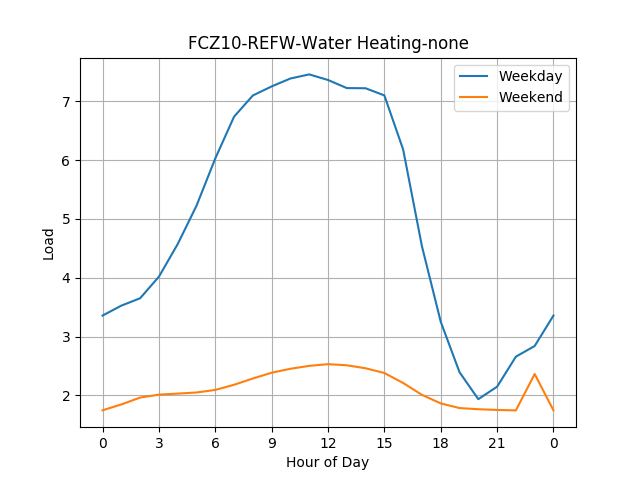 FCZ10-REFW-Water Heating-none
Weekday
Weekend
7
6
5
4
3
2
Load
0 3 6 9 12 15 18 21 0
Hour of Day